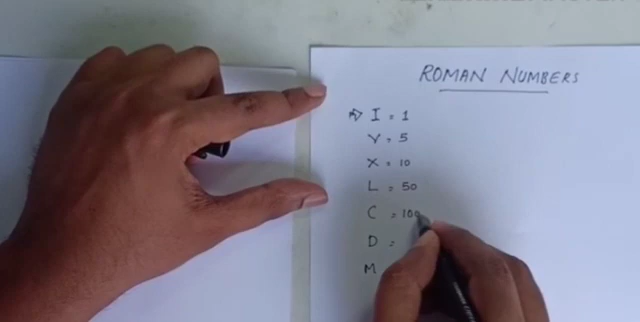 ROMAN NUMBERS
I = 1
V = 5
X = 10
L = 50
C = 100
D =
M